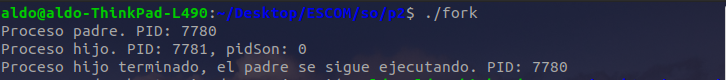 aldo@aldo-ThinkPad-L490:~/Desktop/ESCOM/so/p2$ ./fork
Proceso padre. PID: 7780
Proceso hijo. PID: 7781, pidSon: 0
Proceso hijo terminado, el padre se sigue ejecutando. PID: 7780